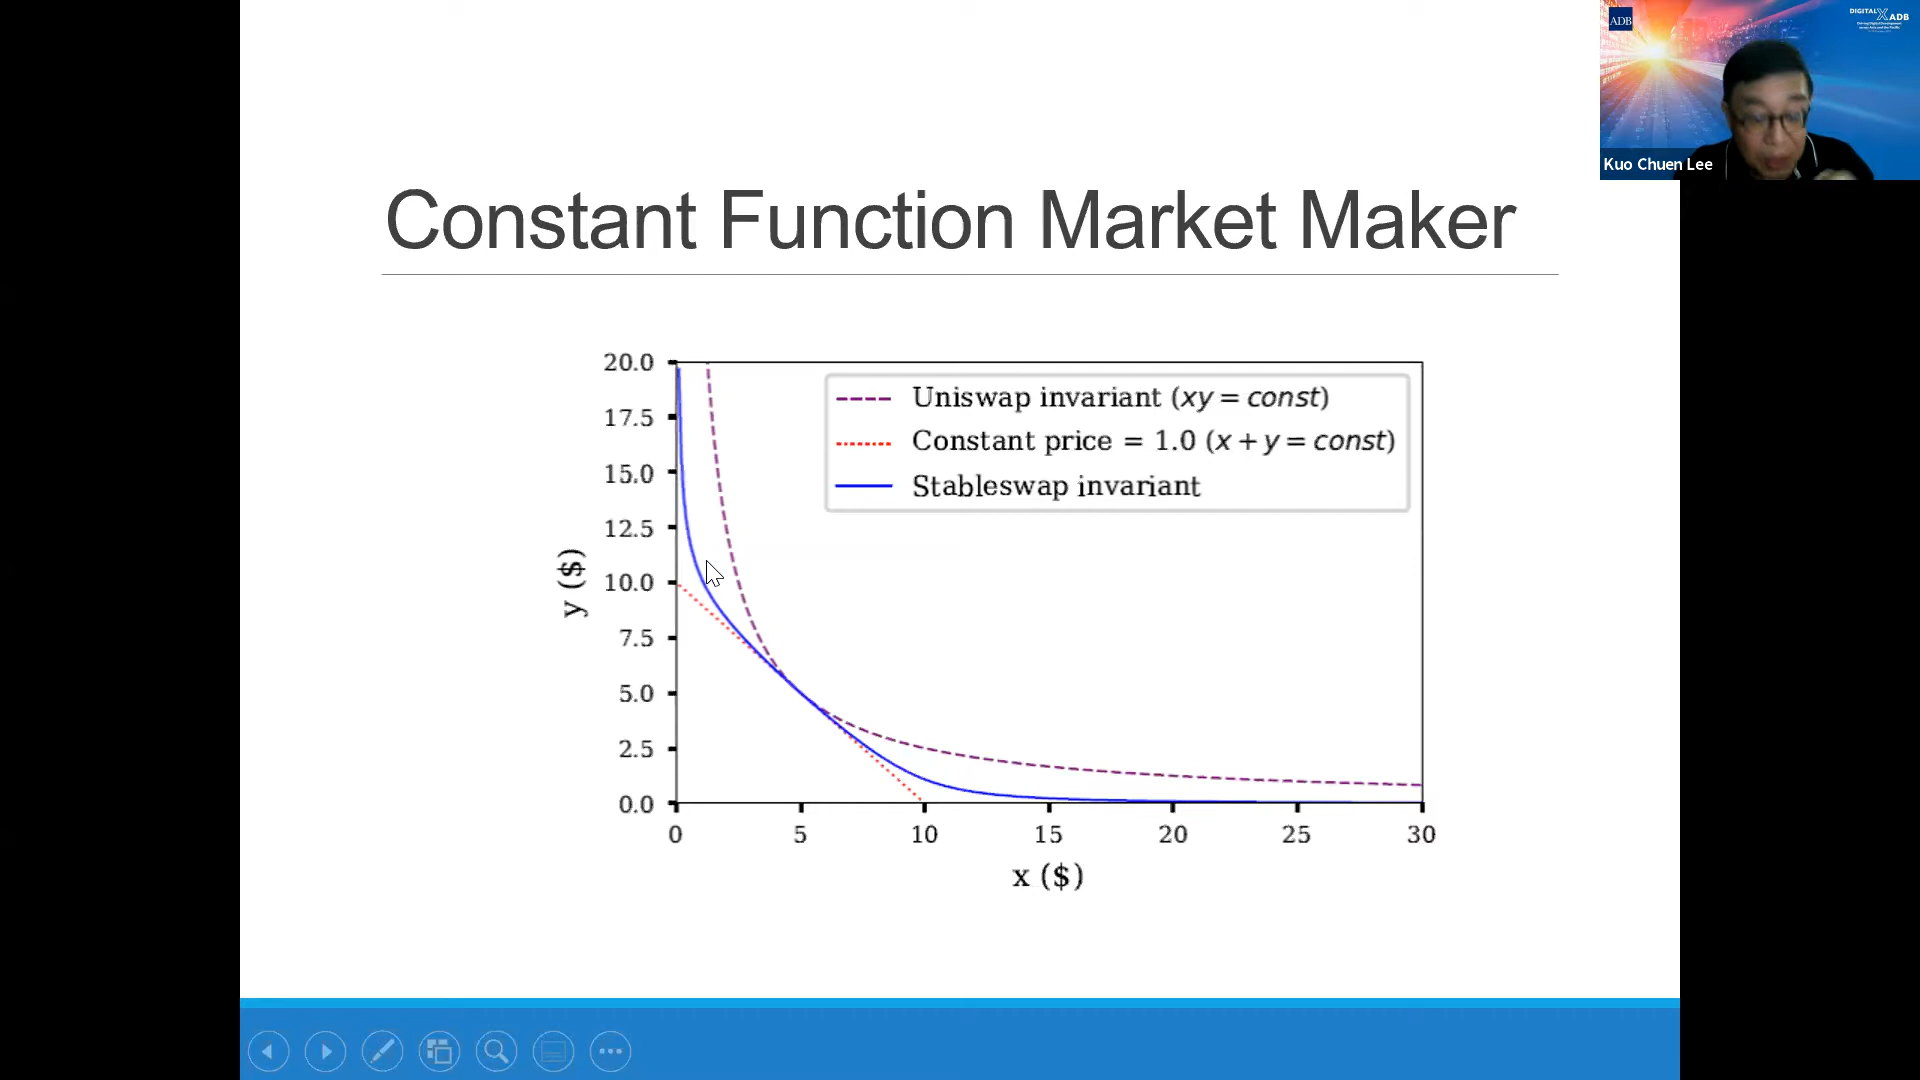 ADB
DIGITAL X ADB
Kuo Chuen Lee
Constant Function Market Maker
20.0
17.5
15.0
12.5
10.0
7.5
5.0
2.5
0.0
y ($)
Uniswap invariant (xy = const)
Constant price = 1.0 (x + y = const)
Stableswap invariant
0 5 10 15 20 25 30
x ($)